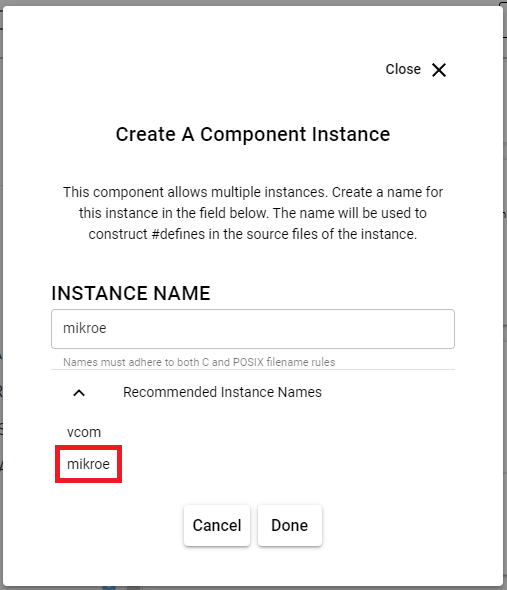 Close
Create A Component Instance
This component allows multiple instances. Create a name for
this instance in the field below. The name will be used to
construct #defines in the source files of the instance.
INSTANCE NAME
mikroe
Names must adhere to both C and POSIX filename rules
Recommended Instance Names
vcom
mikroe
Cancel Done